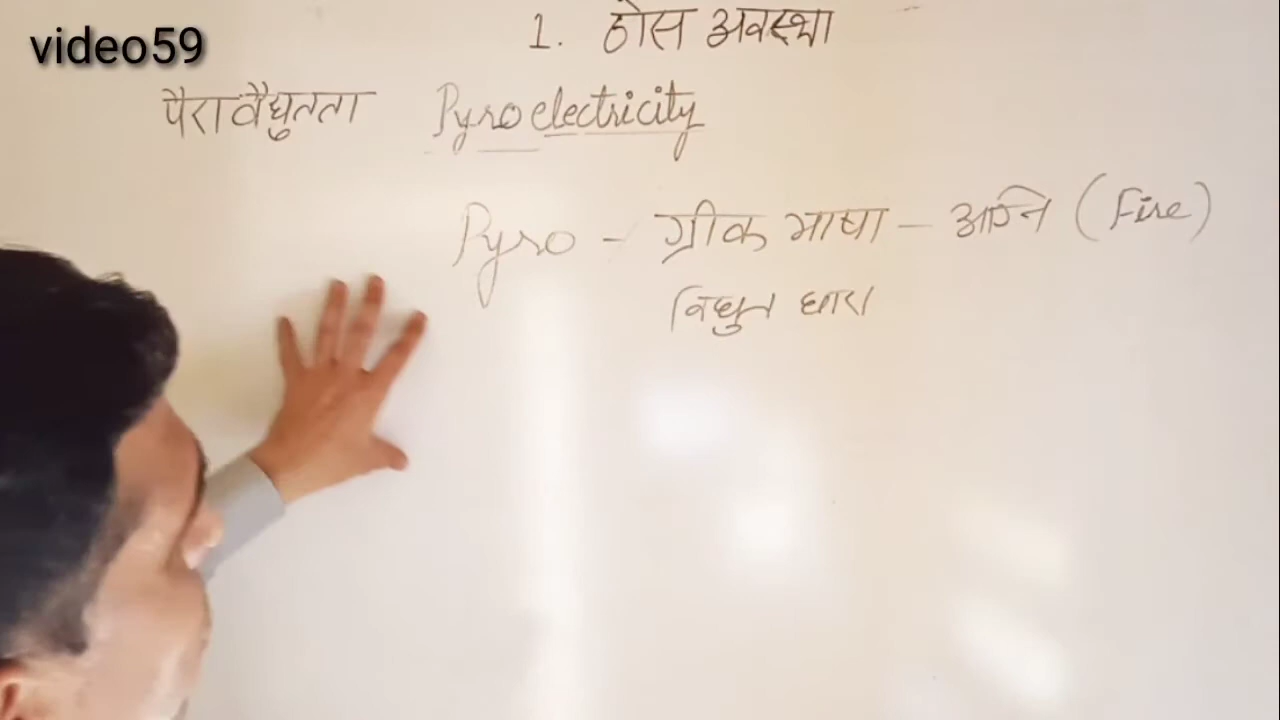 video59
1. ठोस अवस्था
पैरावैधुतता Pyroelectricity
Pyro - ग्रीक भाषा - अग्नि (Fire)
विधुत धारा